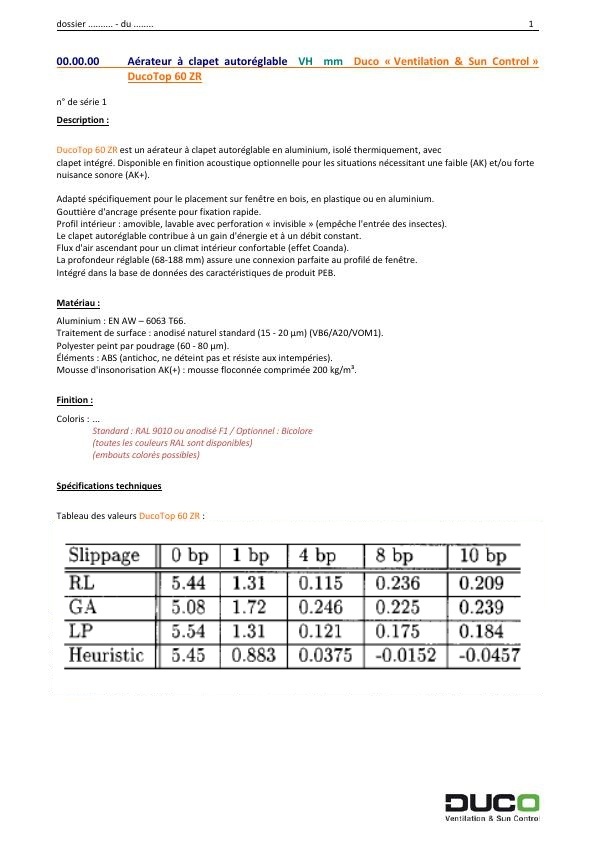 dossier .......... - du ........ 1
00.00.00 Aérateur à clapet autoréglable VH mm Duco « Ventilation & Sun Control »
DucoTop 60 ZR
n° de série 1
Description :
DucoTop 60 ZR est un aérateur à clapet autoréglable en aluminium, isolé thermiquement, avec
clapet intégré. Disponible en finition acoustique optionnelle pour les situations nécessitant une faible (AK) et/ou forte
nuisance sonore (AK+).
Adapté spécifiquement pour le placement sur fenêtre en bois, en plastique ou en aluminium.
Gouttière d'ancrage présente pour fixation rapide.
Profil intérieur : amovible, lavable avec perforation « invisible » (empêche l'entrée des insectes).
Le clapet autoréglable contribue à un gain d'énergie et à un débit constant.
Flux d'air ascendant pour un climat intérieur confortable (effet Coanda).
La profondeur réglable (68-188 mm) assure une connexion parfaite au profilé de fenêtre.
Intégré dans la base de données des caractéristiques de produit PEB.
Matériau :
Aluminium : EN AW – 6063 T66.
Traitement de surface : anodisé naturel standard (15 - 20 µm) (VB6/A20/VOM1).
Polyester peint par poudrage (60 - 80 µm).
Éléments : ABS (antichoc, ne déteint pas et résiste aux intempéries).
Mousse d'insonorisation AK(+) : mousse floconnée comprimée 200 kg/m³.
Finition :
Coloris : ...
Standard : RAL 9010 ou anodisé F1 / Optionnel : Bicolore
(toutes les couleurs RAL sont disponibles)
(embouts colorés possibles)
Spécifications techniques
Tableau des valeurs DucoTop 60 ZR :
Slippage 0 bp 1 bp 4 bp 8 bp 10 bp
RL 5.44 1.31 0.115 0.236 0.209
GA 5.08 1.72 0.246 0.225 0.239
LP 5.54 1.31 0.121 0.175 0.184
Heuristic 5.45 0.883 0.0375 -0.0152 -0.0457
DUCO
Ventilation & Sun Control